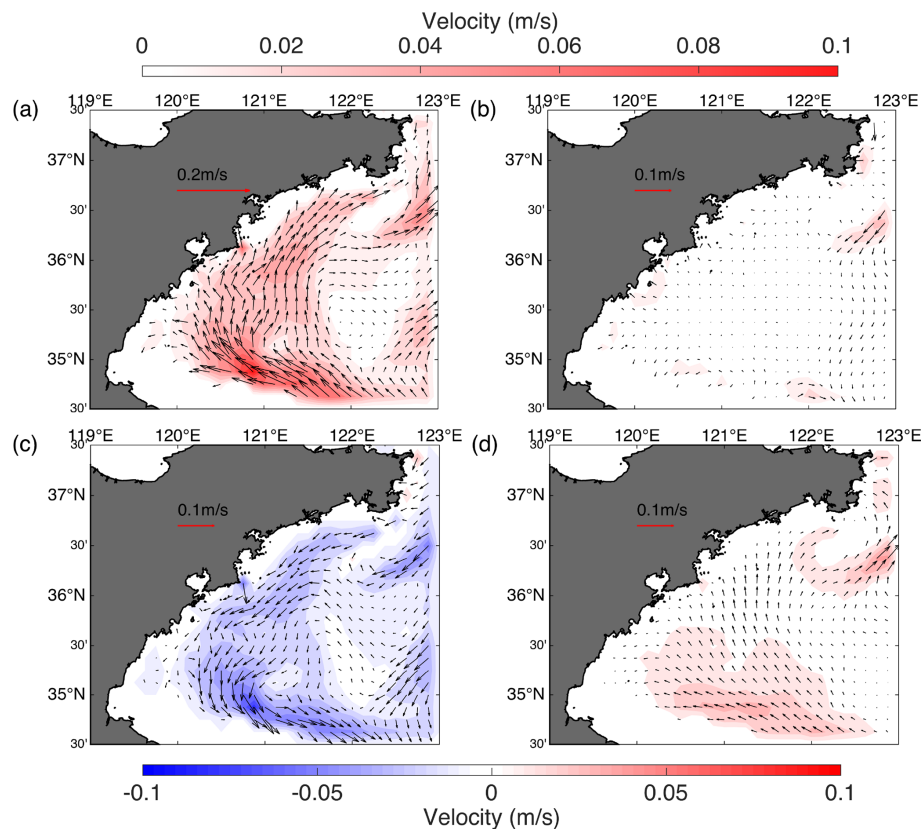 Velocity (m/s)
0 0.02 0.04 0.06 0.08 0.1
(a) 119°E 120°E 121°E 122°E 123°E
30'
37°N
30'
36°N
30'
35°N
30'
0.2m/s
(b) 119°E 120°E 121°E 122°E 123°E
30'
37°N
30'
36°N
30'
35°N
30'
0.1m/s
(c) 119°E 120°E 121°E 122°E 123°E
30'
37°N
30'
36°N
30'
35°N
30'
0.1m/s
(d) 119°E 120°E 121°E 122°E 123°E
30'
37°N
30'
36°N
30'
35°N
30'
0.1m/s
-0.1 -0.05 0 0.05 0.1
Velocity (m/s)